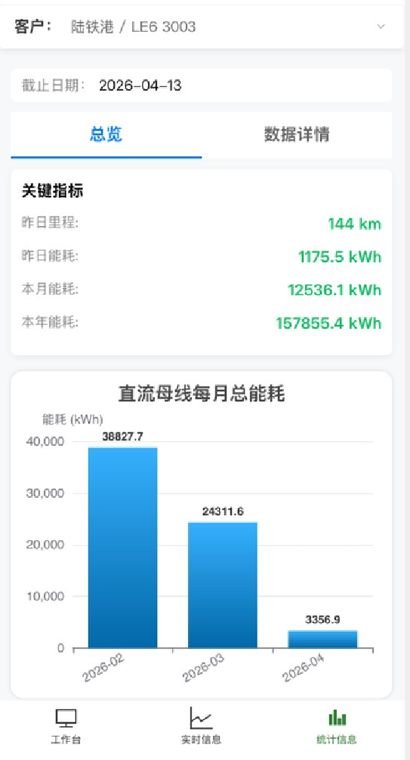 客户： 陆铁港 / LE6 3003
截止日期： 2026-04-13
总览 数据详情
关键指标
昨日里程: 144 km
昨日能耗: 1175.5 kWh
本月能耗: 12536.1 kWh
本年能耗: 157855.4 kWh
直流母线每月总能耗
能耗 (kWh)
40,000
38827.7
30,000
24311.6
20,000
10,000
3356.9
0
2026-02 2026-03 2026-04
工作台 实时信息 统计信息